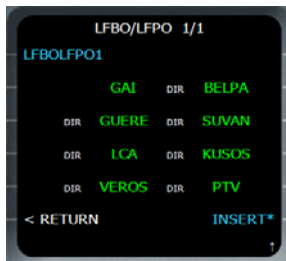 LFBO/LFPO 1/1
LFBOLFPO1
GAI DIR BELPA
DIR GUERE DIR SUVAN
DIR LCA DIR KUSOS
DIR VEROS DIR PTV
< RETURN INSERT*
↑